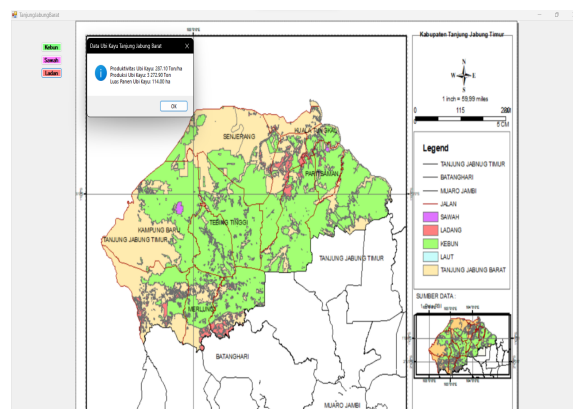 TanjungJabungBarat
Kebun
Sawah
Ladan
Data Ubi Kayu Tanjung Jabung Barat
Produktivitas Ubi Kayu: 287.10 Ton/ha
Produksi Ubi Kayu: 3 272.90 Ton
Luas Panen Ubi Kayu: 114.00 ha
OK
SENJERANG
KUALA TUNGKAL
PARITSAMAN
KAMPUNG BARU
TEBING TINGGI
TANJUNG JABUNG TIMUR
TANJUNG JABUNG TIMUR
MERLUNG
BATANGHARI
MUARO JAMBI
Kabupaten Tanjung Jabung Timur
N
W
E
S
1 inch = 59,99 miles
0 115 230
5 CM
Legend
TANJUNG JABNUG TIMUR
BATANGHARI
MUARO JAMBI
JALAN
SAWAH
LADANG
KEBUN
LAUT
TANJUNG JABUNG BARAT
SUMBER DATA :